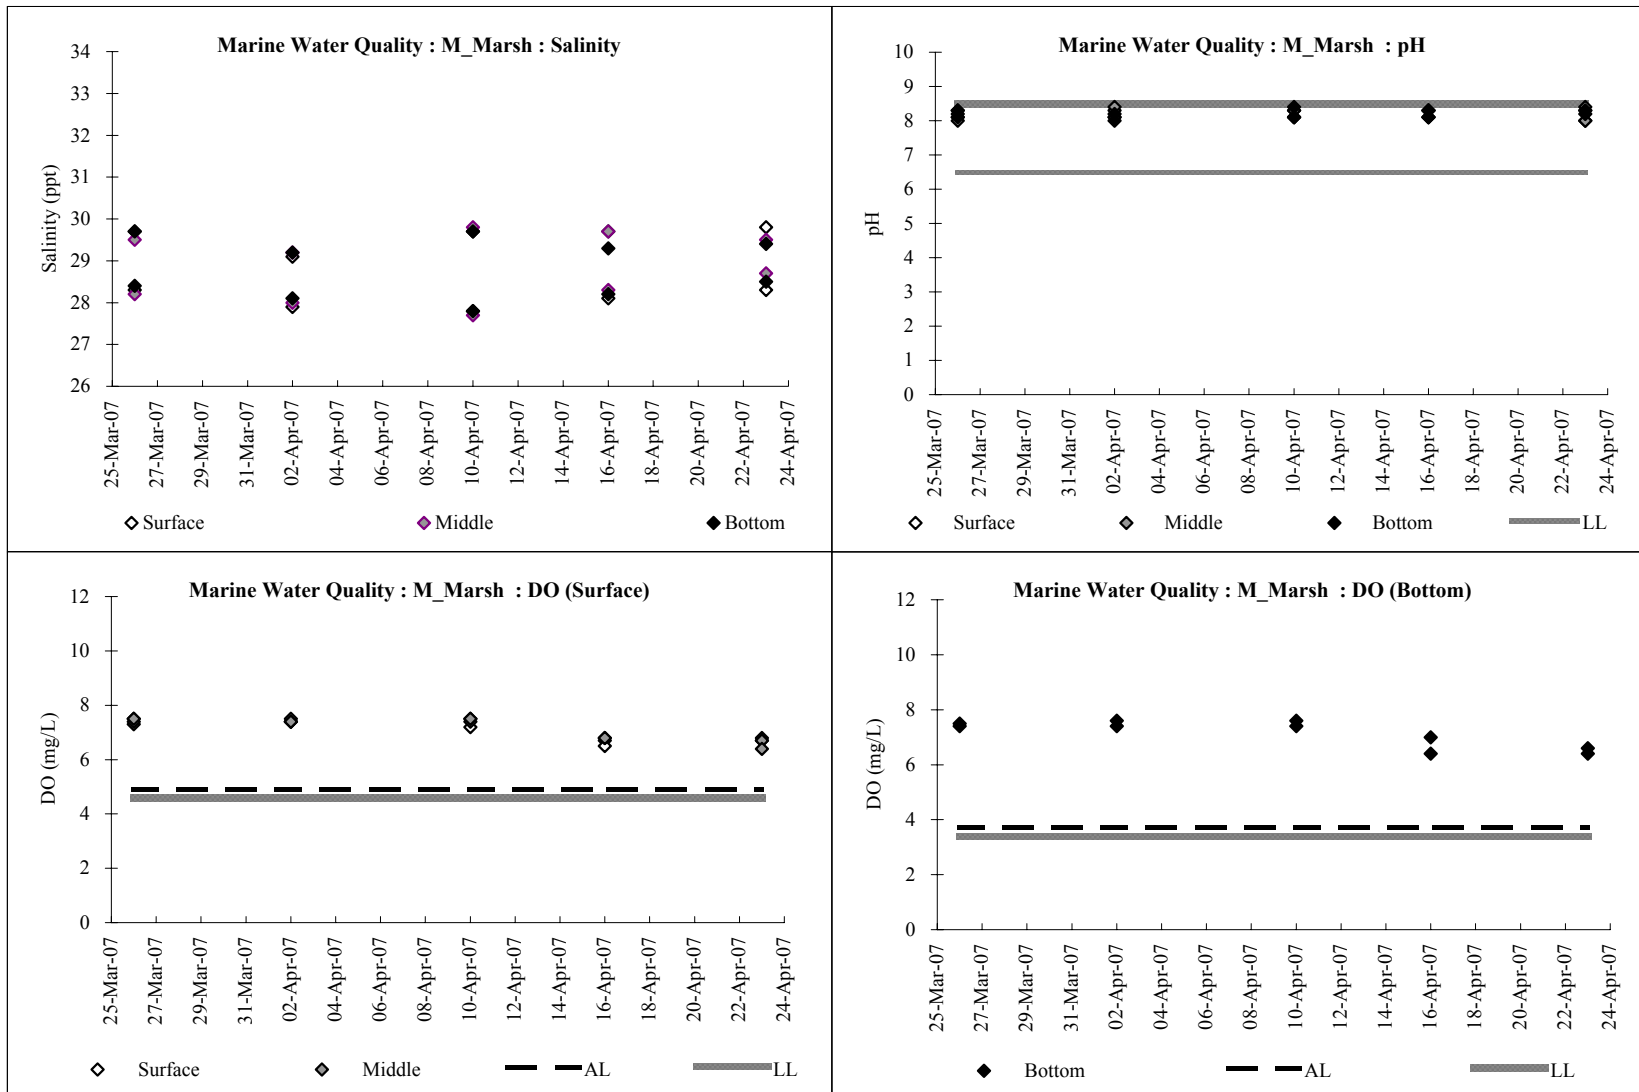 Marine Water Quality : M_Marsh : Salinity
34
33
32
31
30
29
28
27
26
Salinity (ppt)
25-Mar-07
27-Mar-07
29-Mar-07
31-Mar-07
02-Apr-07
04-Apr-07
06-Apr-07
08-Apr-07
10-Apr-07
12-Apr-07
14-Apr-07
16-Apr-07
18-Apr-07
20-Apr-07
22-Apr-07
24-Apr-07
Surface Middle Bottom
Marine Water Quality : M_Marsh : pH
10
9
8
7
6
5
4
3
2
1
0
pH
25-Mar-07
27-Mar-07
29-Mar-07
31-Mar-07
02-Apr-07
04-Apr-07
06-Apr-07
08-Apr-07
10-Apr-07
12-Apr-07
14-Apr-07
16-Apr-07
18-Apr-07
20-Apr-07
22-Apr-07
24-Apr-07
Surface Middle Bottom LL
Marine Water Quality : M_Marsh : DO (Surface)
12
10
8
6
4
2
0
DO (mg/L)
25-Mar-07
27-Mar-07
29-Mar-07
31-Mar-07
02-Apr-07
04-Apr-07
06-Apr-07
08-Apr-07
10-Apr-07
12-Apr-07
14-Apr-07
16-Apr-07
18-Apr-07
20-Apr-07
22-Apr-07
24-Apr-07
Surface Middle AL LL
Marine Water Quality : M_Marsh : DO (Bottom)
12
10
8
6
4
2
0
DO (mg/L)
25-Mar-07
27-Mar-07
29-Mar-07
31-Mar-07
02-Apr-07
04-Apr-07
06-Apr-07
08-Apr-07
10-Apr-07
12-Apr-07
14-Apr-07
16-Apr-07
18-Apr-07
20-Apr-07
22-Apr-07
24-Apr-07
Bottom AL LL